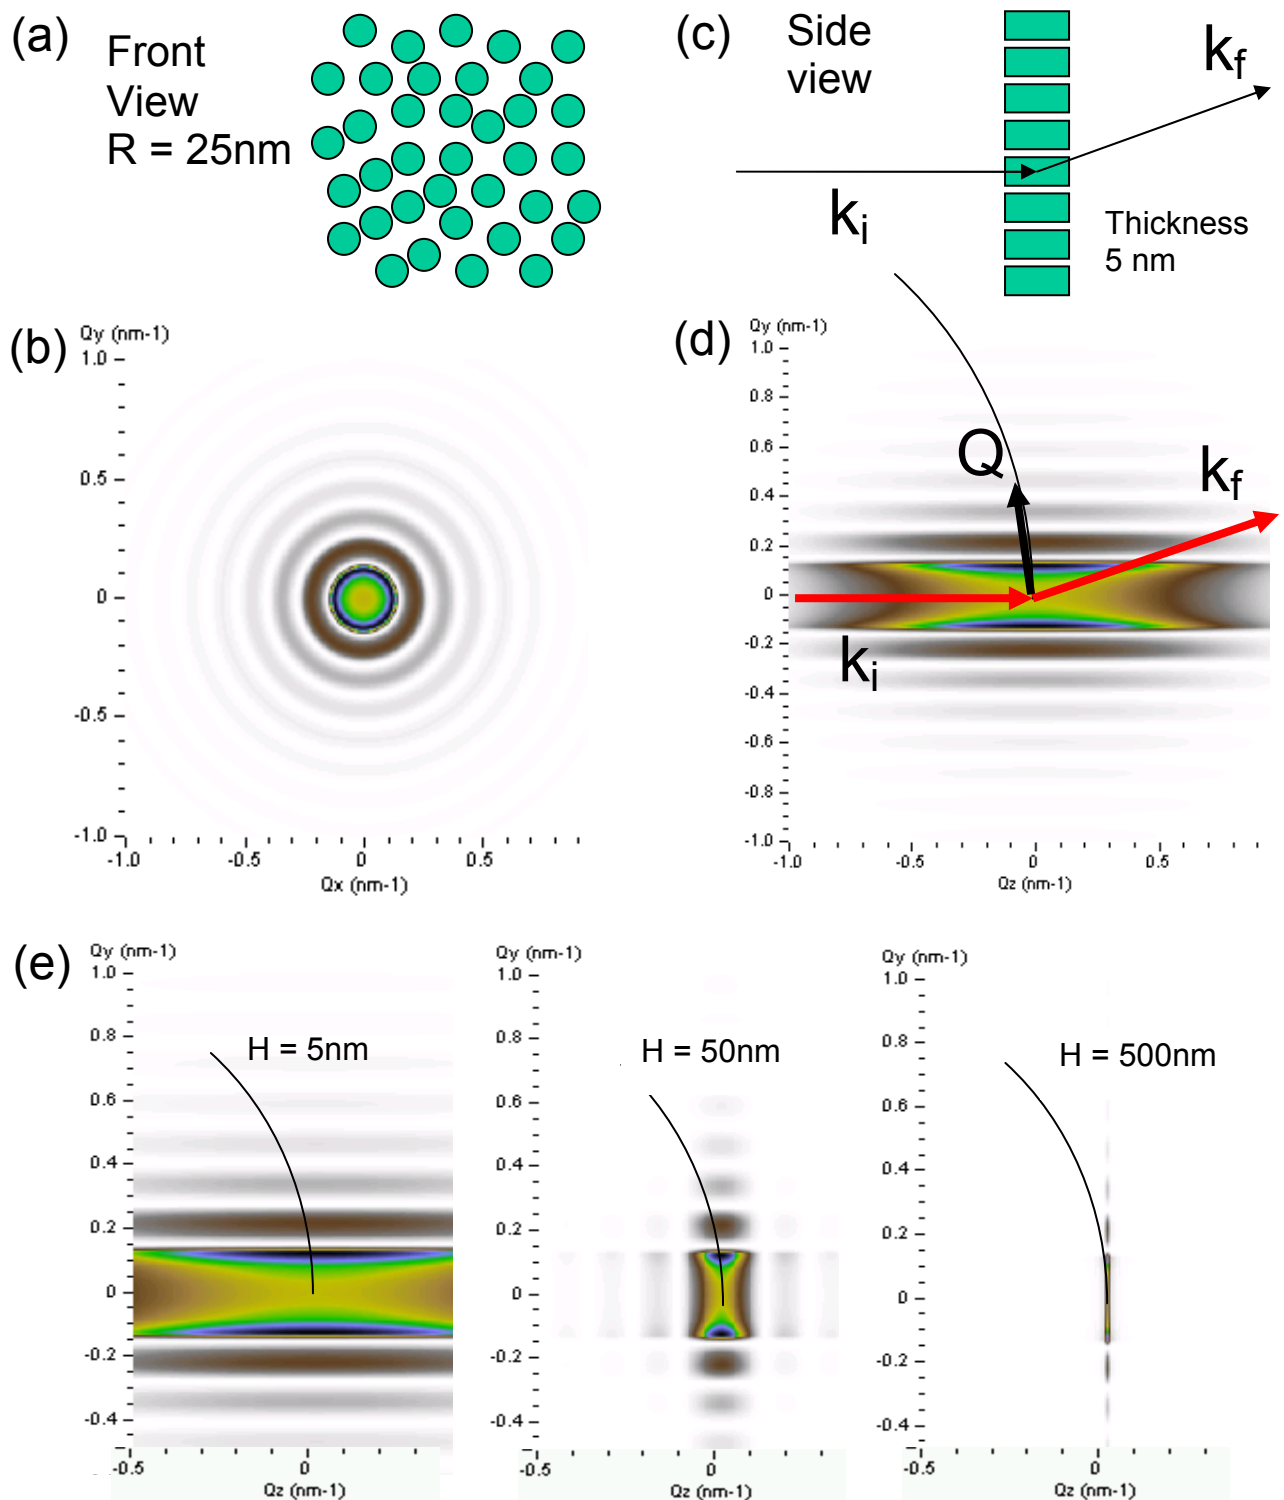 (a)
Front
View
R = 25nm
(c)
Side
view
kf
ki
Thickness
5 nm
(b)
Qy (nm-1)
1.0
0.5
0
-0.5
-1.0
-1.0
-0.5
0
0.5
Qx (nm-1)
(d)
Qy (nm-1)
1.0
0.8
0.6
0.4
0.2
0
-0.2
-0.4
-0.6
-0.8
-1.0
Q
kf
ki
-1.0
-0.5
0
0.5
Qz (nm-1)
(e)
Qy (nm-1)
1.0
0.8
0.6
0.4
0.2
0
-0.2
-0.4
H = 5nm
-0.5
0
Qz (nm-1)
Qy (nm-1)
1.0
0.8
0.6
0.4
0.2
0
-0.2
-0.4
H = 50nm
-0.5
0
Qz (nm-1)
Qy (nm-1)
1.0
0.8
0.6
0.4
0.2
0
-0.2
-0.4
H = 500nm
-0.5
0
Qz (nm-1)